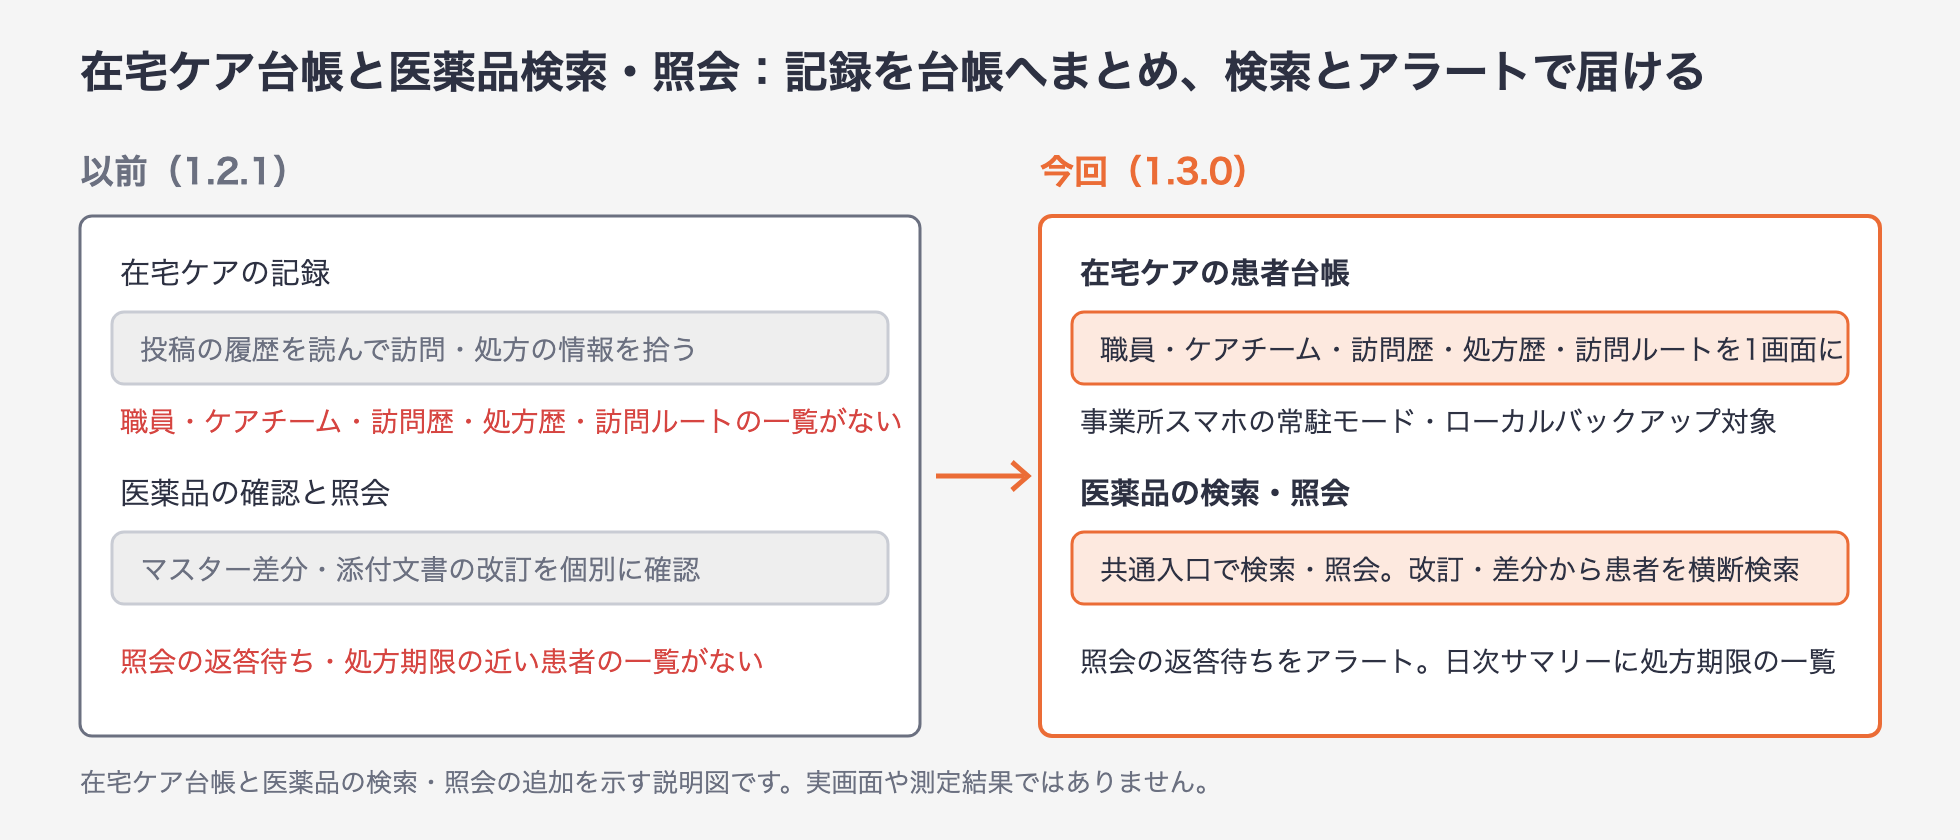 在宅ケア台帳と医薬品検索・照会：記録を台帳へまとめ、検索とアラートで届ける
以前（1.2.1）
在宅ケアの記録
投稿の履歴を読んで訪問・処方の情報を拾う
職員・ケアチーム・訪問歴・処方歴・訪問ルートの一覧がない
医薬品の確認と照会
マスター差分・添付文書の改訂を個別に確認
照会の返答待ち・処方期限の近い患者の一覧がない
今回（1.3.0）
在宅ケアの患者台帳
職員・ケアチーム・訪問歴・処方歴・訪問ルートを1画面に
事業所スマホの常駐モード・ローカルバックアップ対象
医薬品の検索・照会
共通入口で検索・照会。改訂・差分から患者を横断検索
照会の返答待ちをアラート。日次サマリーに処方期限の一覧
在宅ケア台帳と医薬品の検索・照会の追加を示す説明図です。実画面や測定結果ではありません。